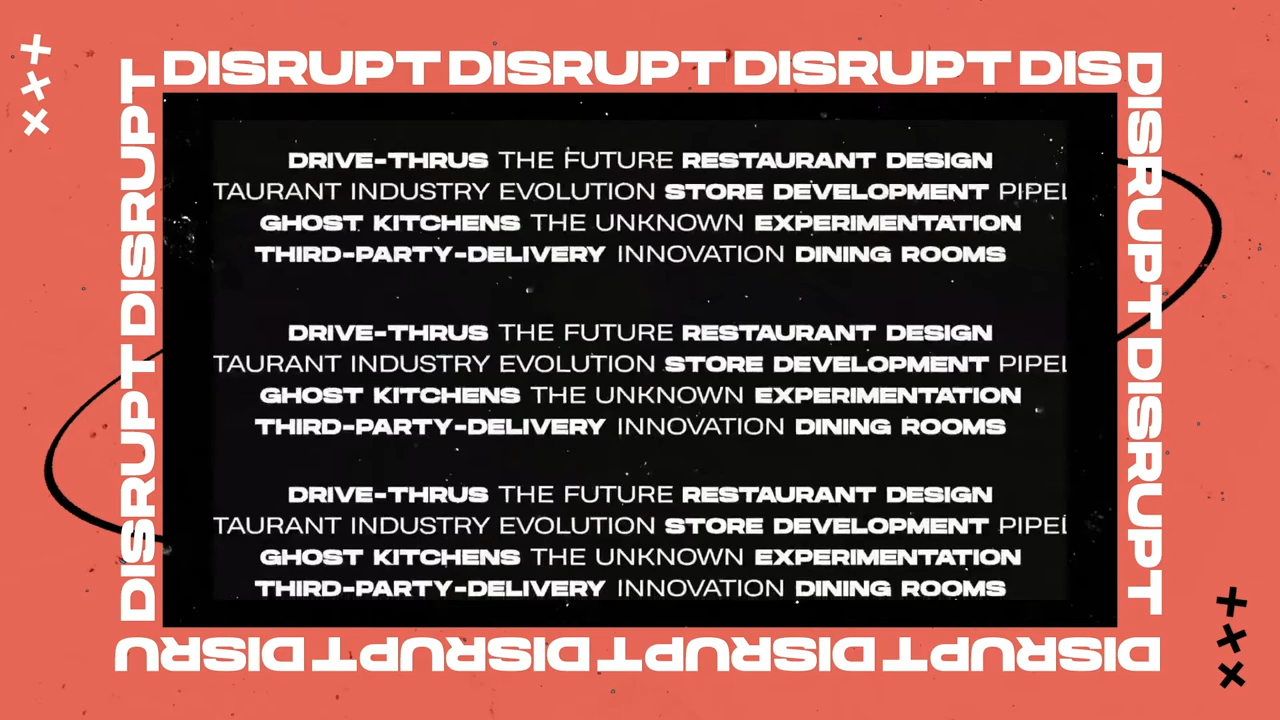 DISRUPT DISRUPT DISRUPT DIS
DISRUPT DISRUPT
DRIVE-THRUS THE FUTURE RESTAURANT DESIGN
TAURANT INDUSTRY EVOLUTION STORE DEVELOPMENT PIPEL
GHOST KITCHENS THE UNKNOWN EXPERIMENTATION
THIRD-PARTY-DELIVERY INNOVATION DINING ROOMS
DRIVE-THRUS THE FUTURE RESTAURANT DESIGN
TAURANT INDUSTRY EVOLUTION STORE DEVELOPMENT PIPEL
GHOST KITCHENS THE UNKNOWN EXPERIMENTATION
THIRD-PARTY-DELIVERY INNOVATION DINING ROOMS
DRIVE-THRUS THE FUTURE RESTAURANT DESIGN
TAURANT INDUSTRY EVOLUTION STORE DEVELOPMENT PIPEL
GHOST KITCHENS THE UNKNOWN EXPERIMENTATION
THIRD-PARTY-DELIVERY INNOVATION DINING ROOMS
DISRUPT DISRUPT
DISRUPT DISRUPT DISRUPT DISRU